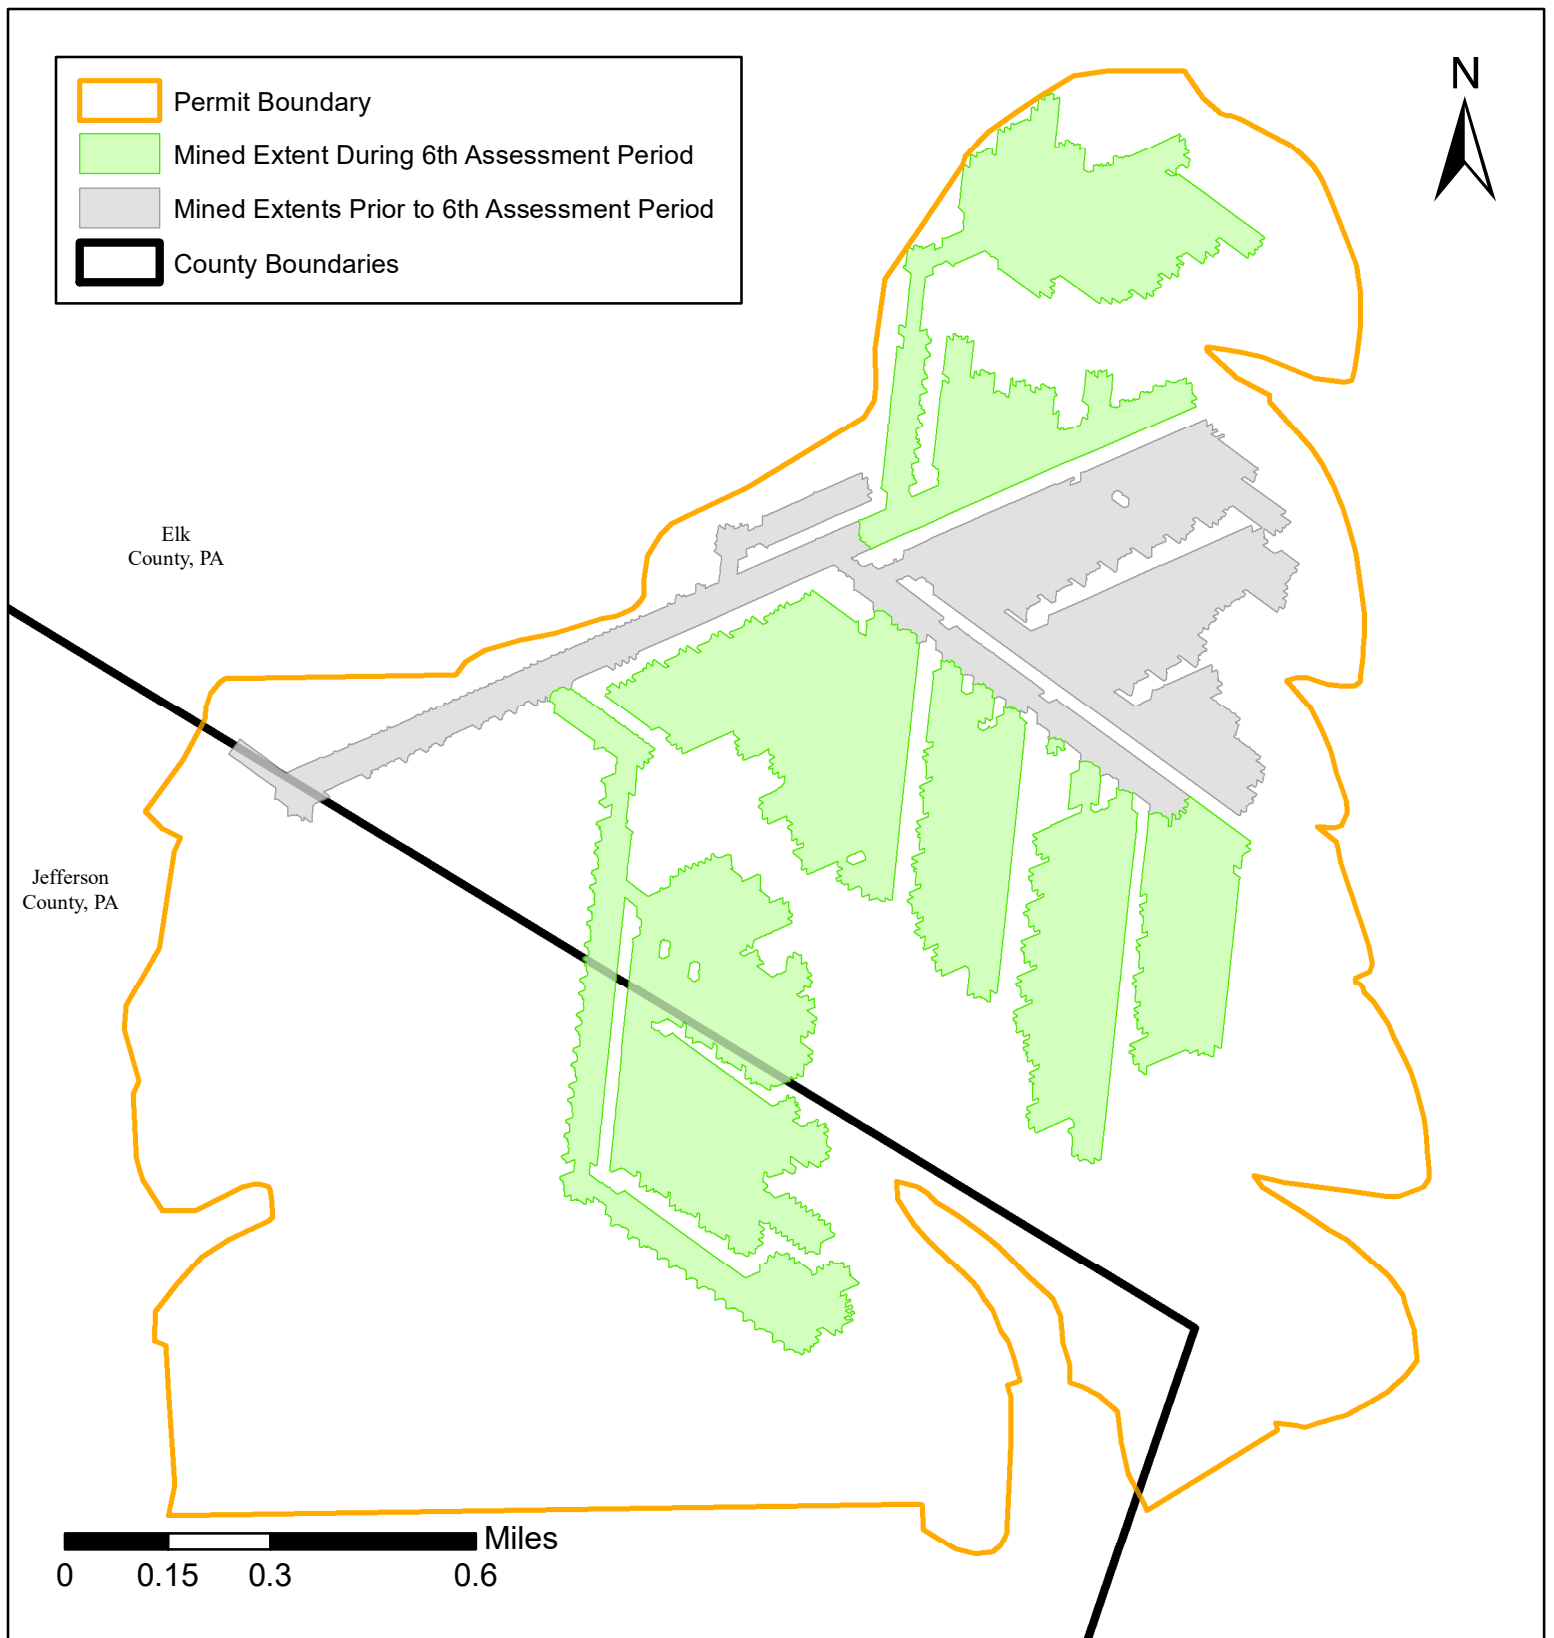 N
Permit Boundary
Mined Extent During 6th Assessment Period
Mined Extents Prior to 6th Assessment Period
County Boundaries
Elk
County, PA
Jefferson
County, PA
Miles
0 0.15 0.3 0.6